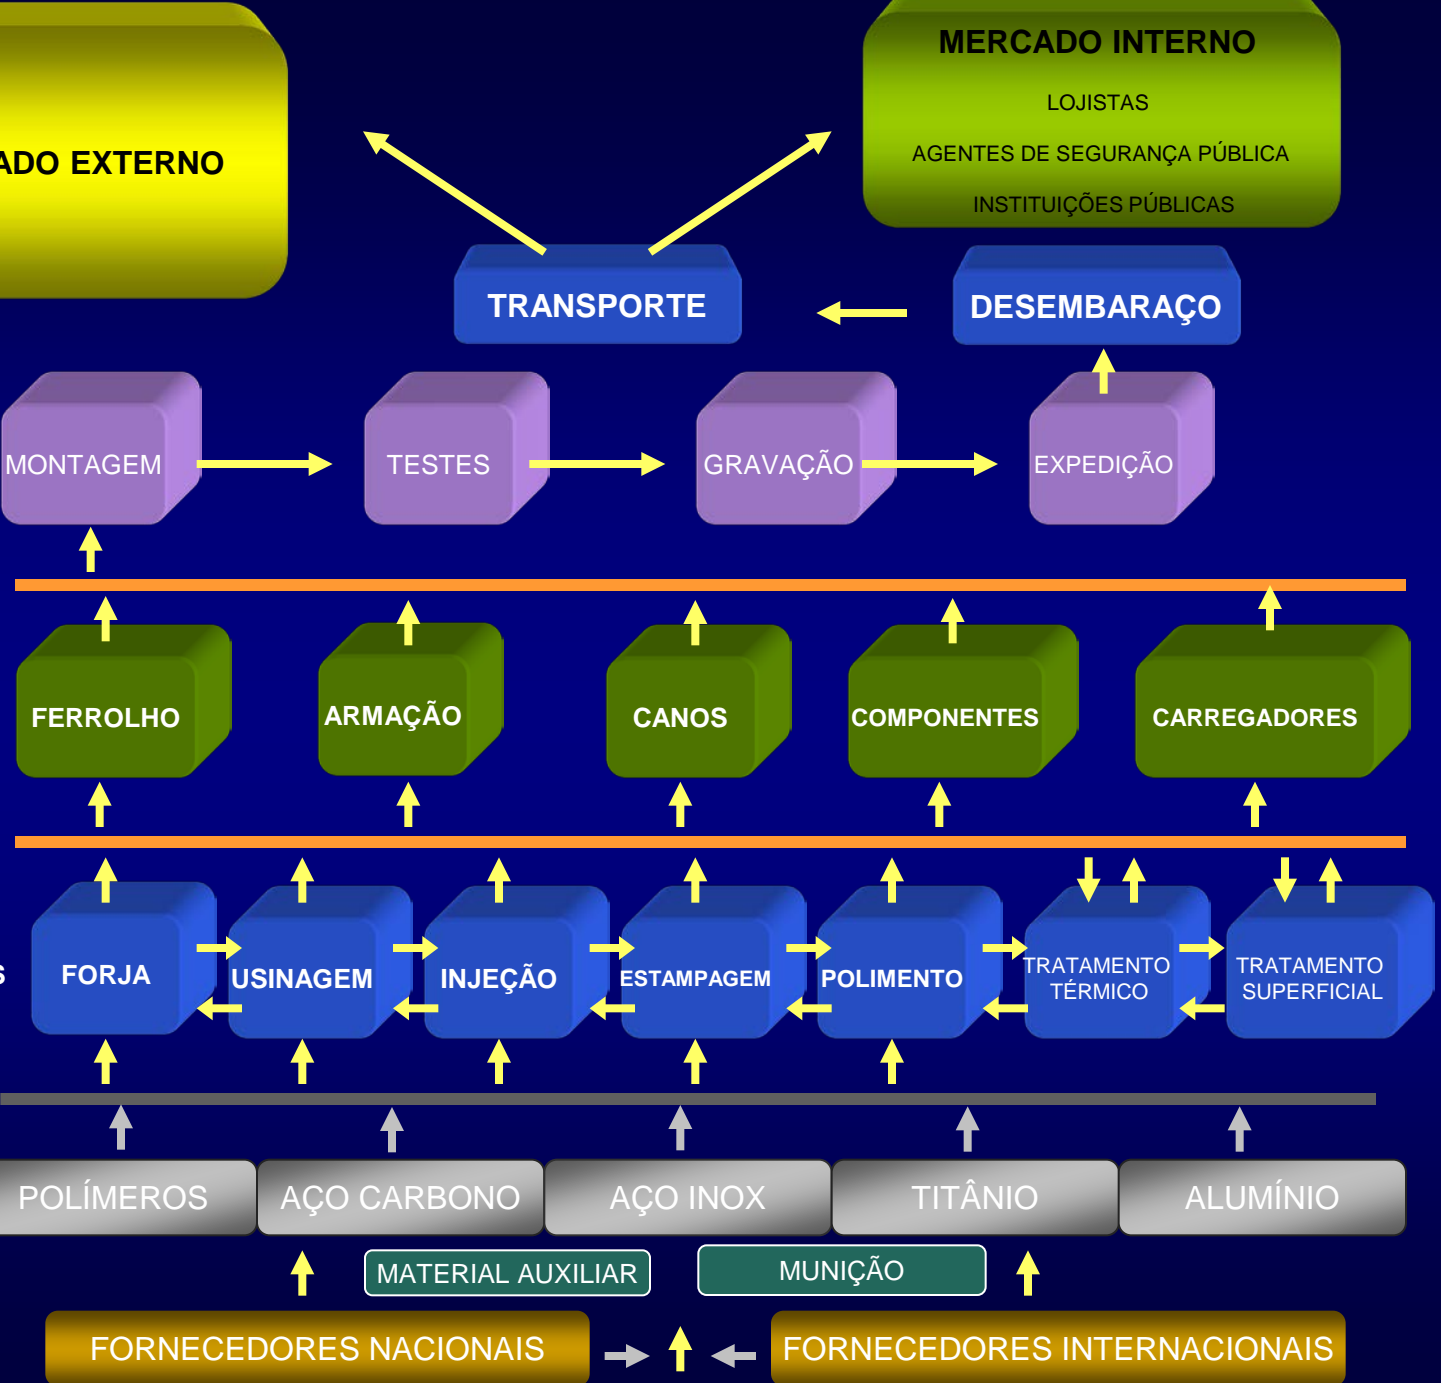 MERCADO INTERNO
LOJISTAS
AGENTES DE SEGURANÇA PÚBLICA
INSTITUIÇÕES PÚBLICAS
ADO EXTERNO
TRANSPORTE
DESEMBARAÇO
MONTAGEM
TESTES
GRAVAÇÃO
EXPEDIÇÃO
FERROLHO
ARMAÇÃO
CANOS
COMPONENTES
CARREGADORES
S
FORJA
USINAGEM
INJEÇÃO
ESTAMPAGEM
POLIMENTO
TRATAMENTO
TÉRMICO
TRATAMENTO
SUPERFICIAL
POLÍMEROS
AÇO CARBONO
AÇO INOX
TITÂNIO
ALUMÍNIO
MATERIAL AUXILIAR
MUNIÇÃO
FORNECEDORES NACIONAIS
FORNECEDORES INTERNACIONAIS